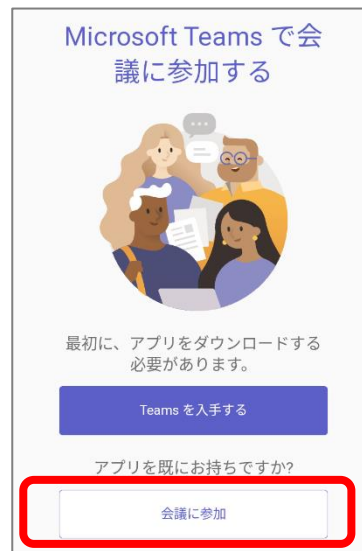 Microsoft Teams で会
議に参加する
最初に、アプリをダウンロードする
必要があります。
Teams を入手する
アプリを既にお持ちですか?
会議に参加